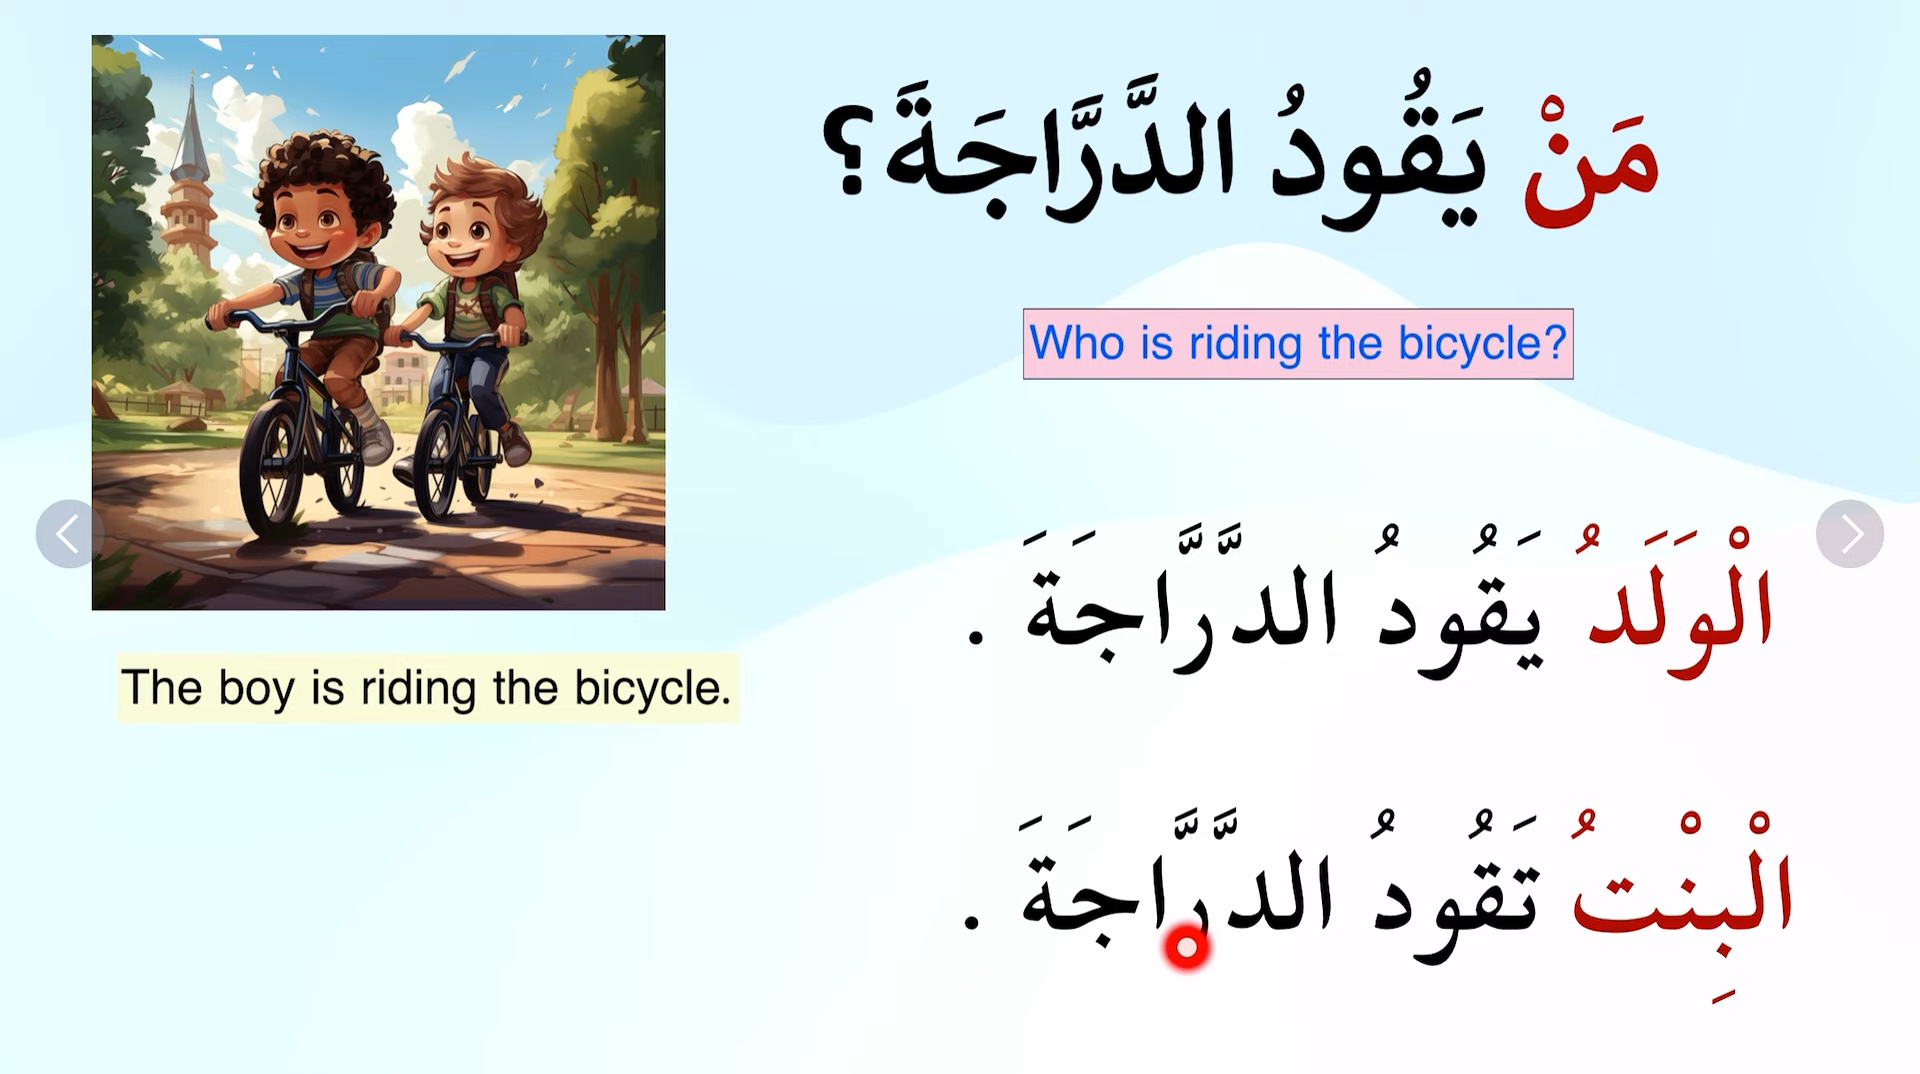 مَنْ يَقُودُ الدَّرَّاجَةَ؟
Who is riding the bicycle?
الْوَلَدُ يَقُودُ الدَّرَّاجَةَ .
The boy is riding the bicycle.
الْبِنْتُ تَقُودُ الدَّرَّاجَةَ .